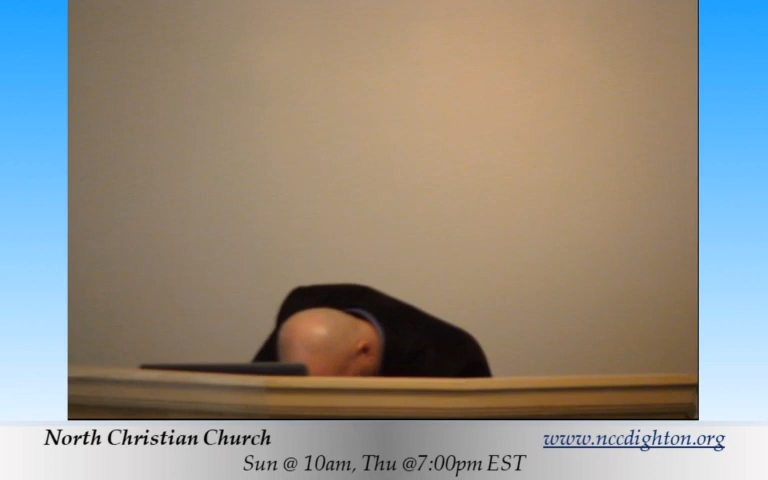 North Christian Church
www.nccdighton.org
Sun @ 10am, Thu @7:00pm EST